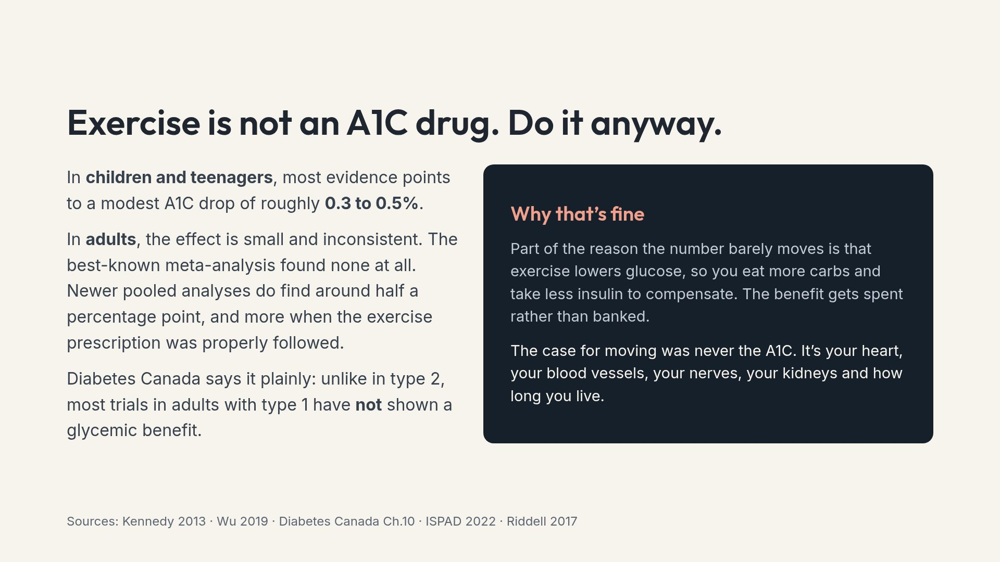 Exercise is not an A1C drug. Do it anyway.
In children and teenagers, most evidence points
to a modest A1C drop of roughly 0.3 to 0.5%.
In adults, the effect is small and inconsistent. The
best-known meta-analysis found none at all.
Newer pooled analyses do find around half a
percentage point, and more when the exercise
prescription was properly followed.
Diabetes Canada says it plainly: unlike in type 2,
most trials in adults with type 1 have not shown a
glycemic benefit.
Why that’s fine
Part of the reason the number barely moves is that
exercise lowers glucose, so you eat more carbs and
take less insulin to compensate. The benefit gets spent
rather than banked.
The case for moving was never the A1C. It’s your heart,
your blood vessels, your nerves, your kidneys and how
long you live.
Sources: Kennedy 2013 · Wu 2019 · Diabetes Canada Ch.10 · ISPAD 2022 · Riddell 2017